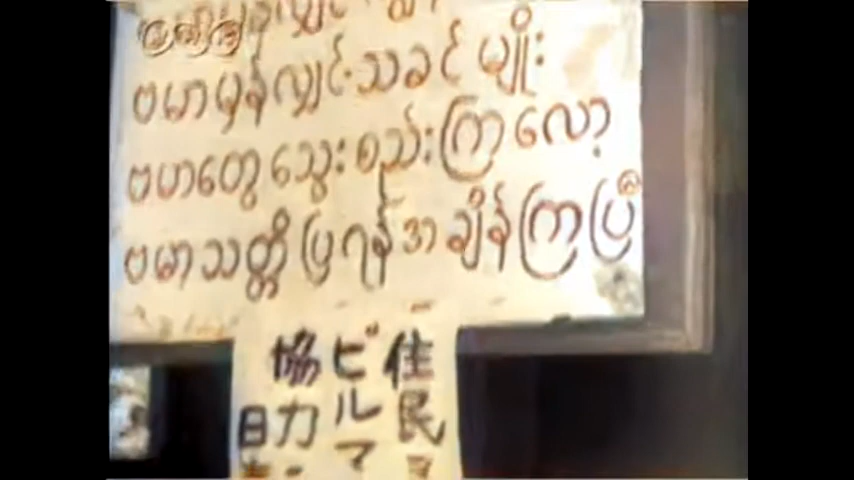 ဗမာမှန်လျှင် သခင်မျိုး
ဗမာတွေ သွေးစည်းကြလော့
ဗမာသတ္တိ ပြရန် အချိန်ကြပြီ
住民
ビルマ
協力
日